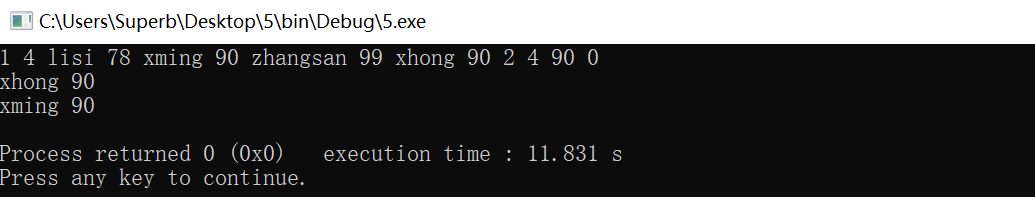 C:\Users\Superb\Desktop\5\bin\Debug\5.exe
1 4 lisi 78 xming 90 zhangsan 99 xhong 90 2 4 90 0
xhong 90
xming 90
Process returned 0 (0x0)   execution time : 11.831 s
Press any key to continue.